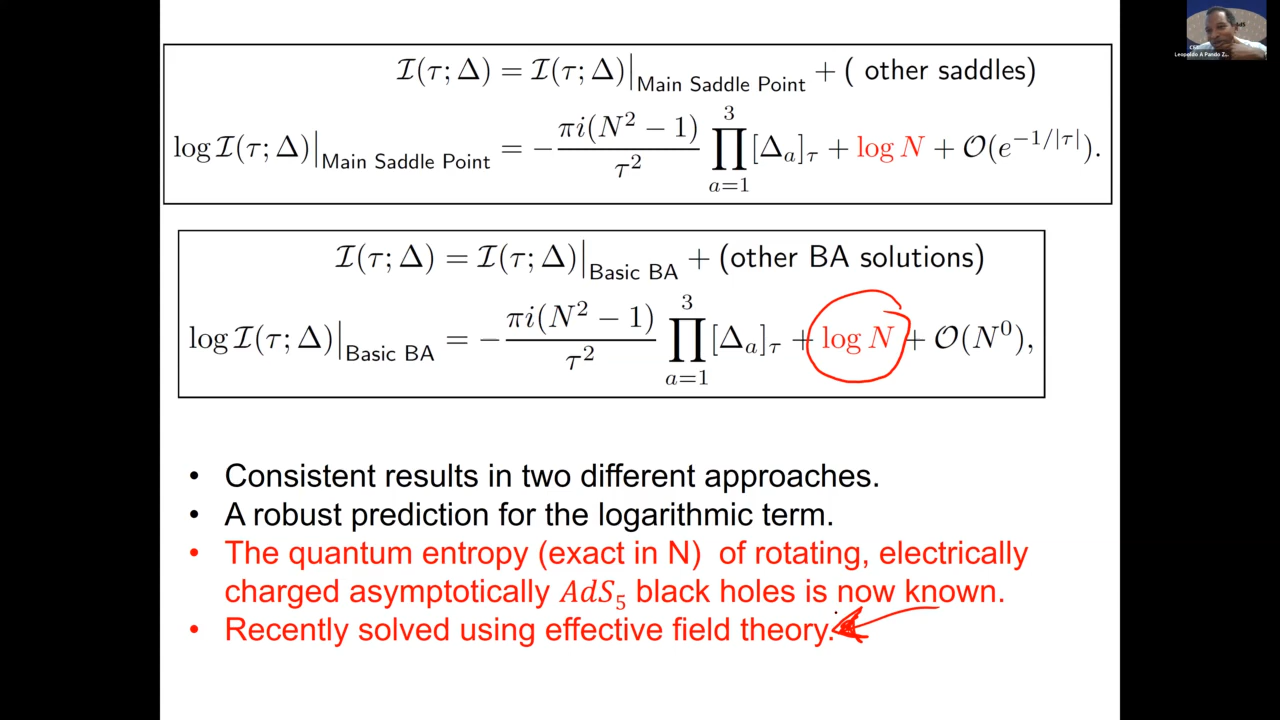 I(τ;Δ) = I(τ;Δ)|Main Saddle Point + ( other saddles)
log I(τ;Δ)|Main Saddle Point = −πi(N² − 1)/τ² ∏_{a=1}^{3} [Δ_a]_τ + log N + O(e^{−1/|τ|}).
I(τ;Δ) = I(τ;Δ)|Basic BA + (other BA solutions)
log I(τ;Δ)|Basic BA = −πi(N² − 1)/τ² ∏_{a=1}^{3} [Δ_a]_τ + log N + O(N⁰),
• Consistent results in two different approaches.
• A robust prediction for the logarithmic term.
• The quantum entropy (exact in N) of rotating, electrically
charged asymptotically AdS₅ black holes is now known.
• Recently solved using effective field theory.
Leopoldo A Pando Z...